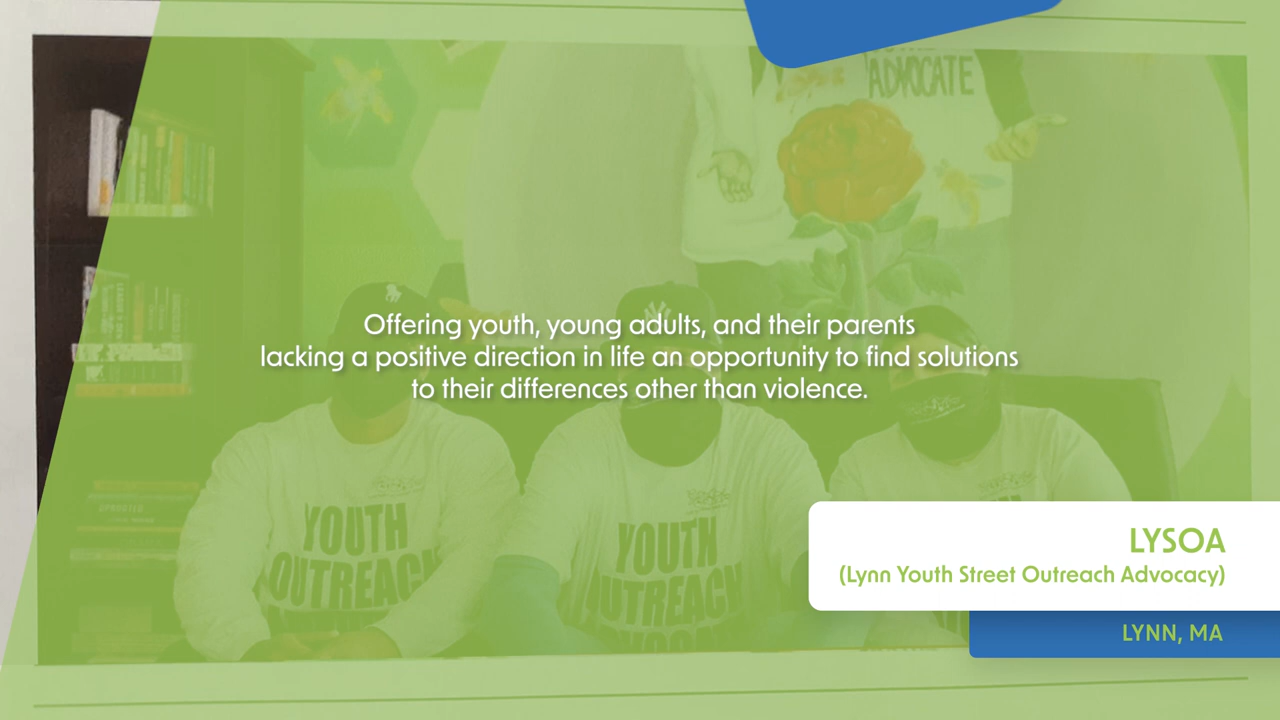 ADVOCATE
Offering youth, young adults, and their parents
lacking a positive direction in life an opportunity to find solutions
to their differences other than violence.
YOUTH
OUTREACH
YOUTH
OUTREACH
LYSOA
(Lynn Youth Street Outreach Advocacy)
LYNN, MA